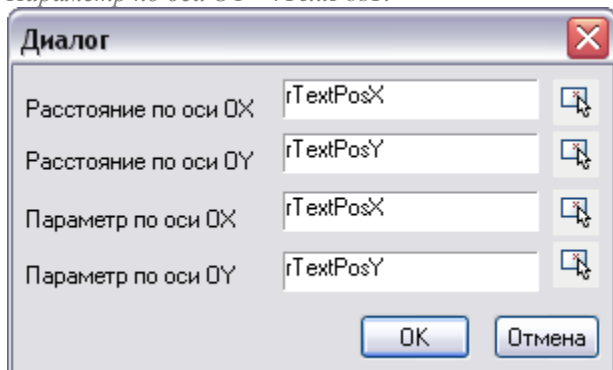 Параметр по оси OY - rTextPosY.
Диалог
Расстояние по оси OX rTextPosX
Расстояние по оси OY rTextPosY
Параметр по оси OX rTextPosX
Параметр по оси OY rTextPosY
OK Отмена